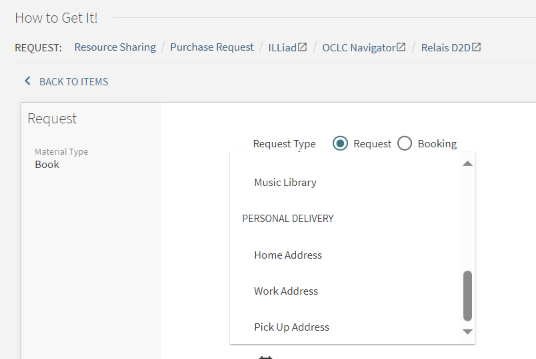 How to Get It!
REQUEST: Resource Sharing / Purchase Request / ILLiad / OCLC Navigator / Relais D2D
BACK TO ITEMS
Request
Material Type
Book
Request Type Request Booking
Music Library
PERSONAL DELIVERY
Home Address
Work Address
Pick Up Address